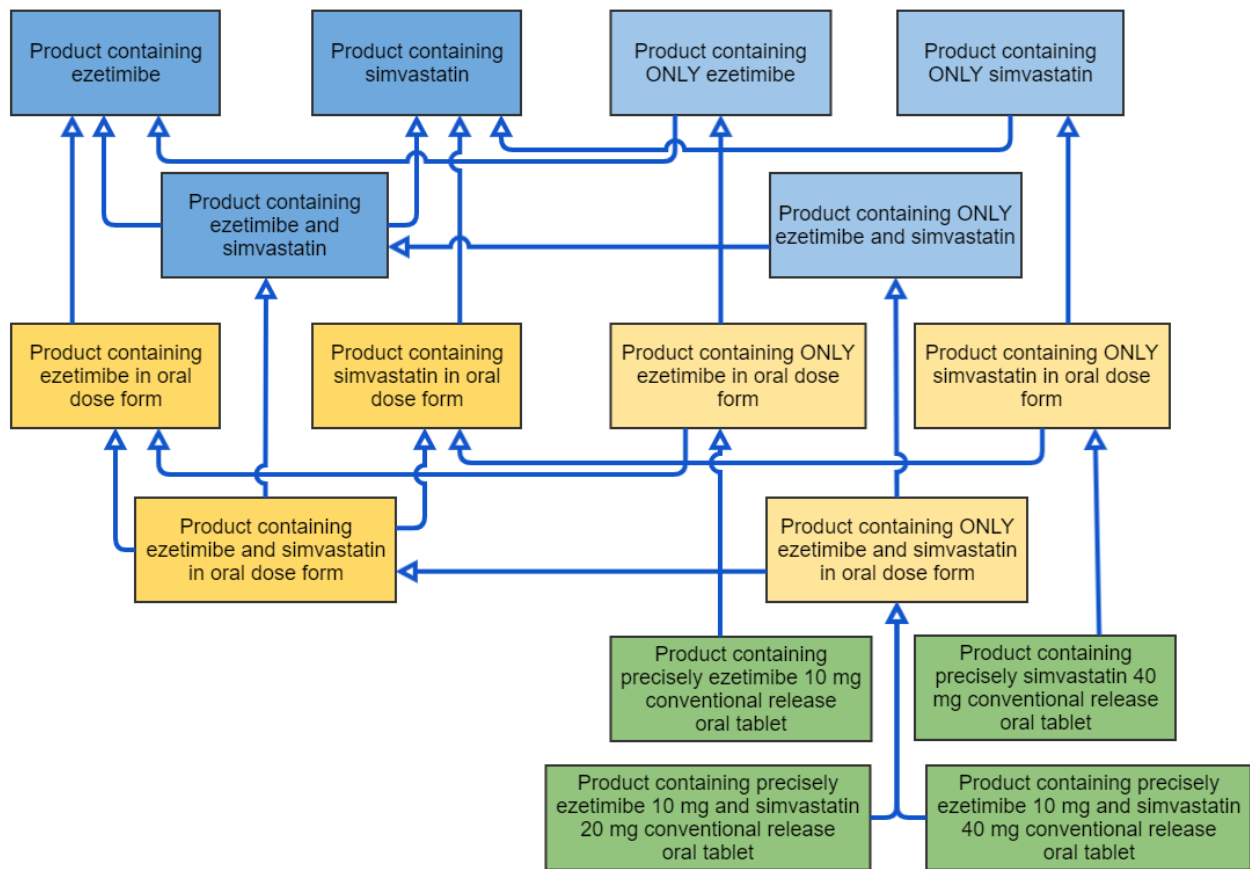 Product containing
ezetimibe
Product containing
simvastatin
Product containing
ONLY ezetimibe
Product containing
ONLY simvastatin
Product containing
ezetimibe and
simvastatin
Product containing ONLY
ezetimibe and simvastatin
Product containing
ezetimibe in oral
dose form
Product containing
simvastatin in oral
dose form
Product containing ONLY
ezetimibe in oral dose
form
Product containing ONLY
simvastatin in oral dose
form
Product containing
ezetimibe and simvastatin
in oral dose form
Product containing ONLY
ezetimibe and simvastatin
in oral dose form
Product containing
precisely ezetimibe 10 mg
conventional release
oral tablet
Product containing
precisely simvastatin 40
mg conventional release
oral tablet
Product containing precisely
ezetimibe 10 mg and simvastatin
20 mg conventional release
oral tablet
Product containing precisely
ezetimibe 10 mg and simvastatin
40 mg conventional release
oral tablet